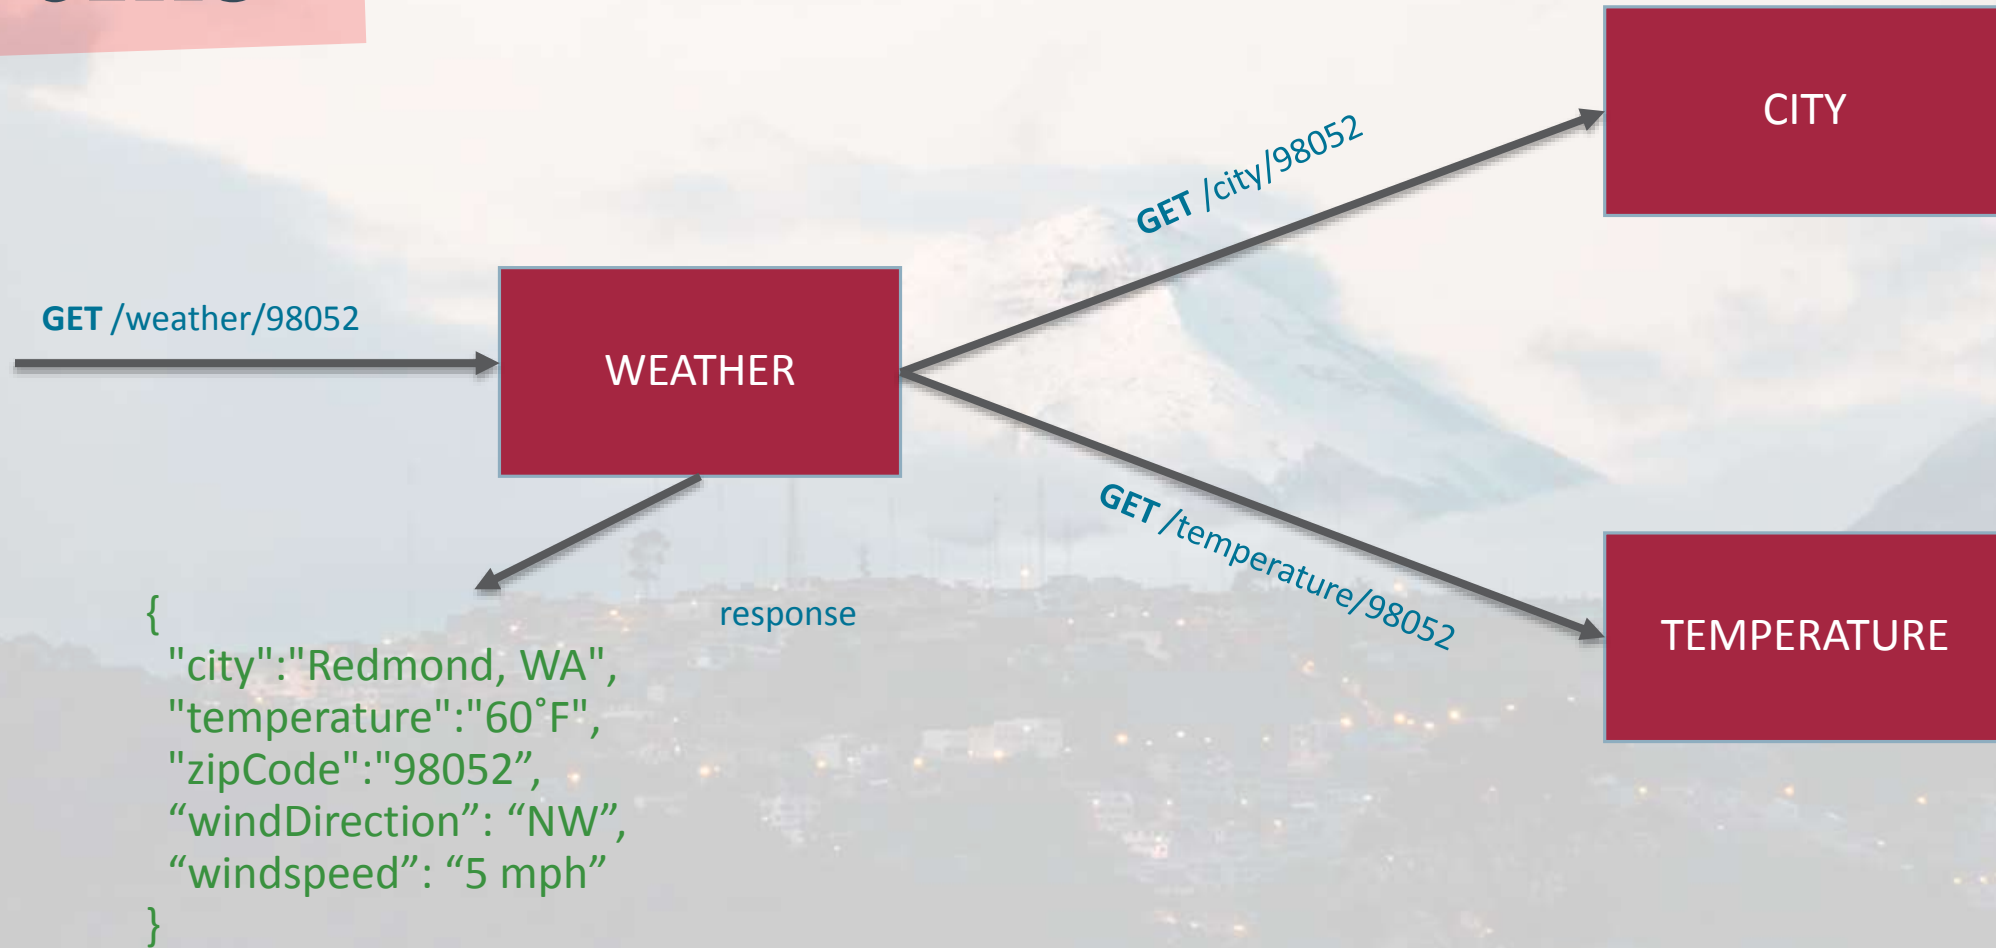 CITY
GET /city/98052
GET /weather/98052
WEATHER
GET /temperature/98052
response
TEMPERATURE
{
"city":"Redmond, WA",
"temperature":"60˚F",
"zipCode":"98052”,
“windDirection”: “NW”,
“windspeed”: “5 mph”
}